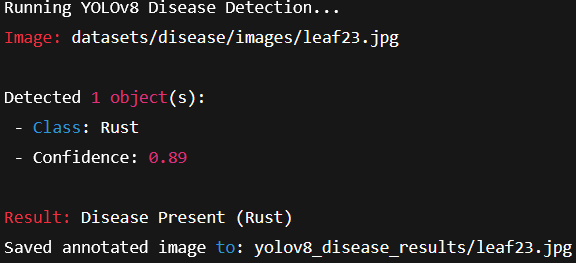 Running YOLOv8 Disease Detection...
Image: datasets/disease/images/leaf23.jpg
Detected 1 object(s):
- Class: Rust
- Confidence: 0.89
Result: Disease Present (Rust)
Saved annotated image to: yolov8_disease_results/leaf23.jpg